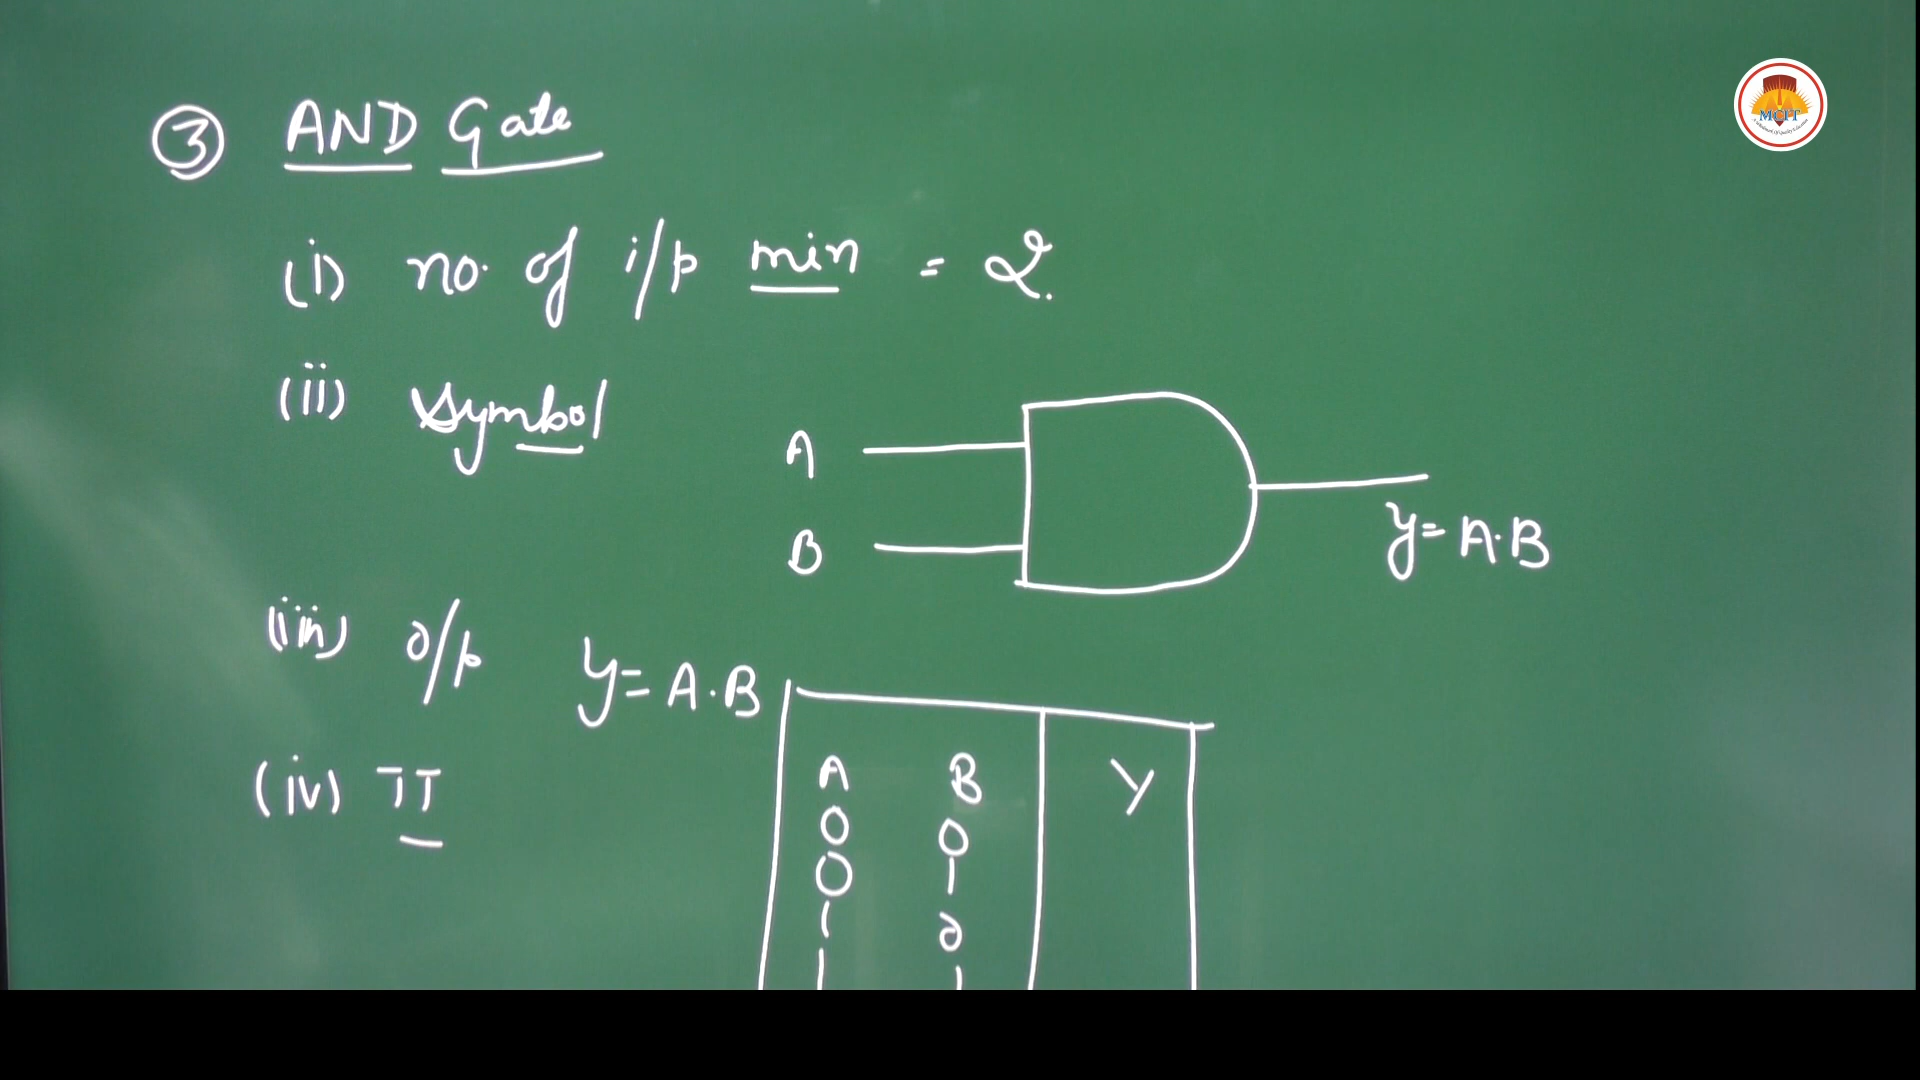 ③ AND Gate
(i) no. of i/p min = 2.
(ii) Symbol
A
B
y = A.B
(iii) o/p y = A.B
(iv) TT
A B Y
0 0
0 1
1 0
1 1
MCIT